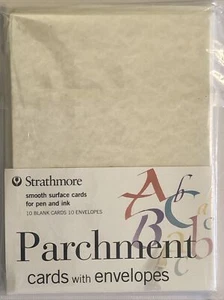 Strathmore
smooth surface cards
for pen and ink
10 BLANK CARDS 10 ENVELOPES
A b
C a
B c
Parchment
cards with envelopes